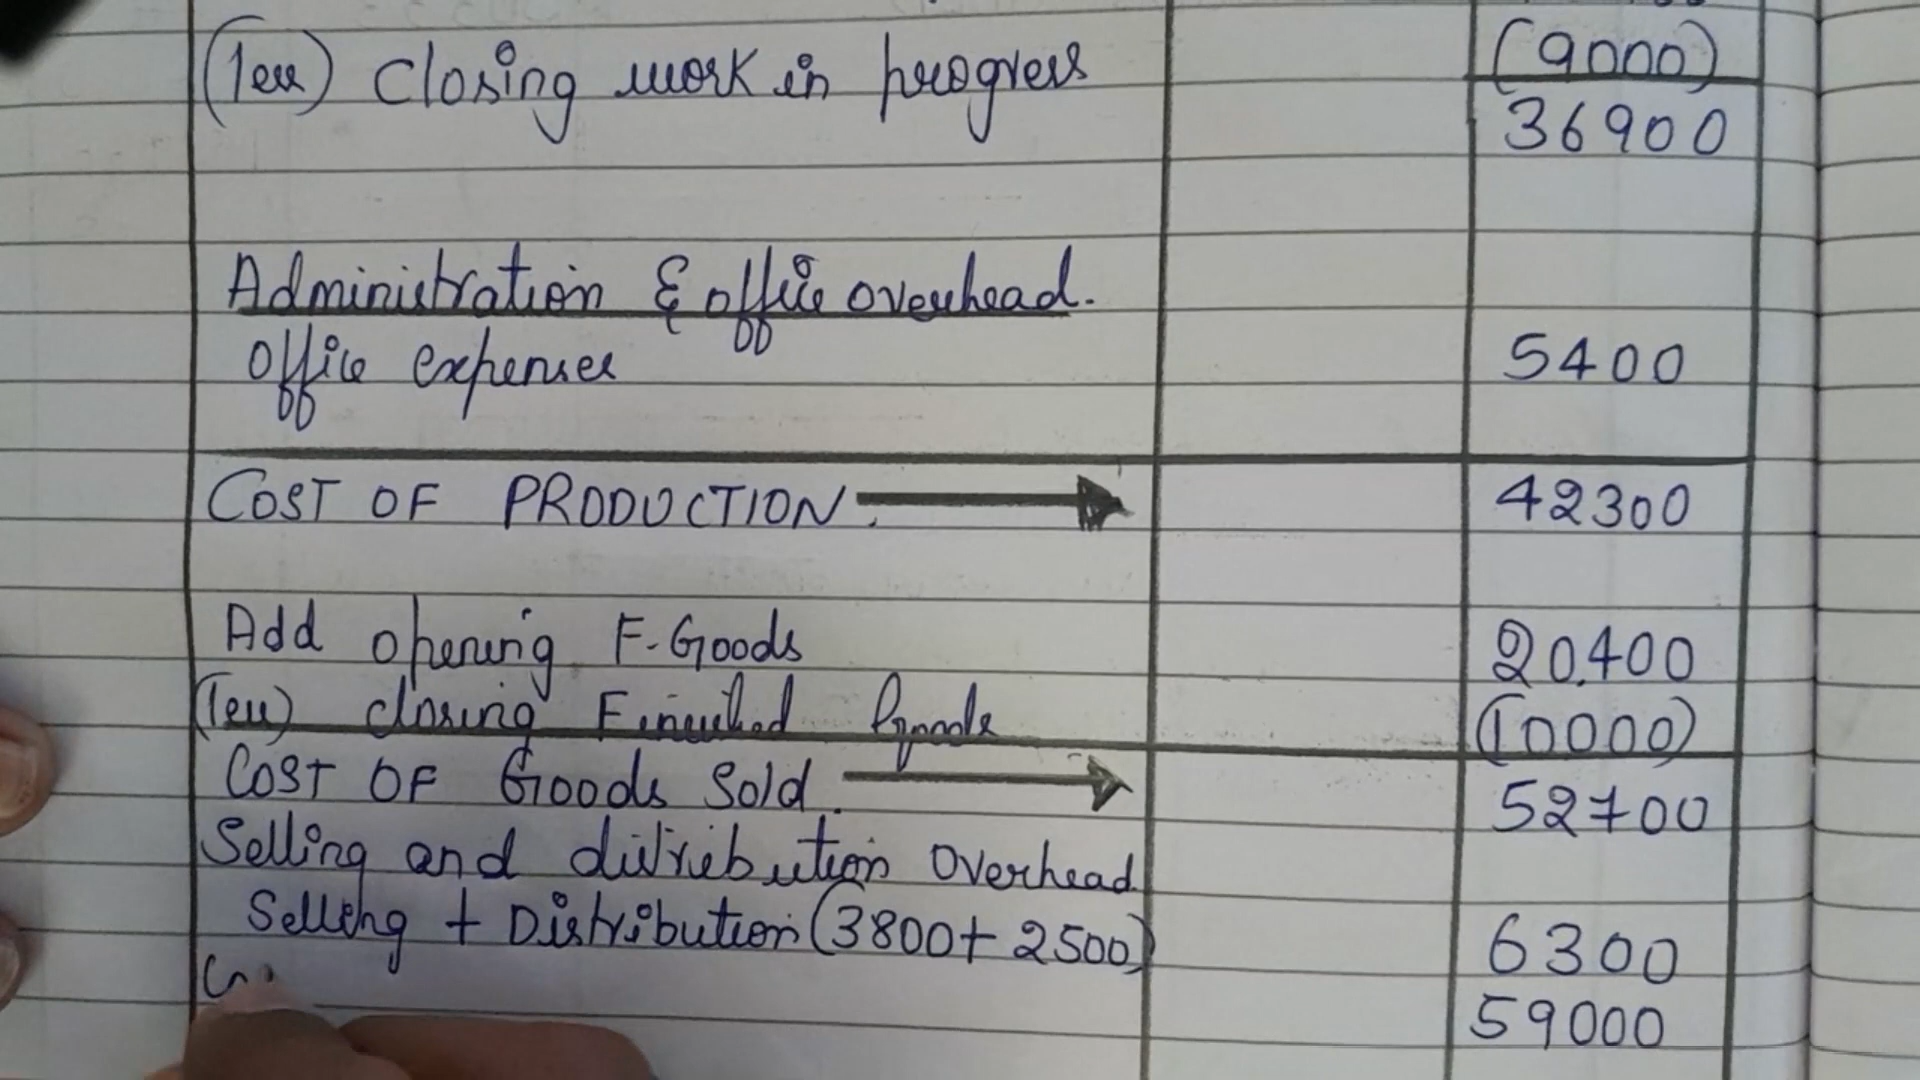 (less) Closing work in progress (9000)
36900
Administration & office overhead.
office expenses 5400
COST OF PRODUCTION. 42300
Add opening F-Goods 20400
(less) closing Finished goods (10000)
COST OF Goods Sold. 52700
Selling and distribution Overhead
Selling + Distribution (3800+ 2500) 6300
59000